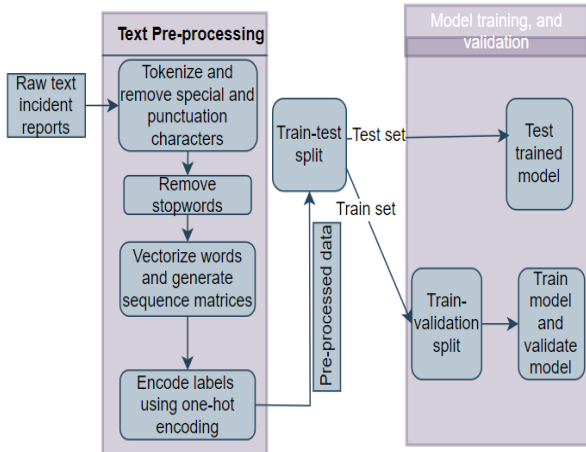 Text Pre-processing
Raw text
incident
reports
Tokenize and
remove special and
punctuation
characters
Remove
stopwords
Vectorize words
and generate
sequence matrices
Encode labels
using one-hot
encoding
Pre-processed data
Train-test
split
Test set
Train set
Model training, and
validation
Test
trained
model
Train-
validation
split
Train
model
and
validate
model